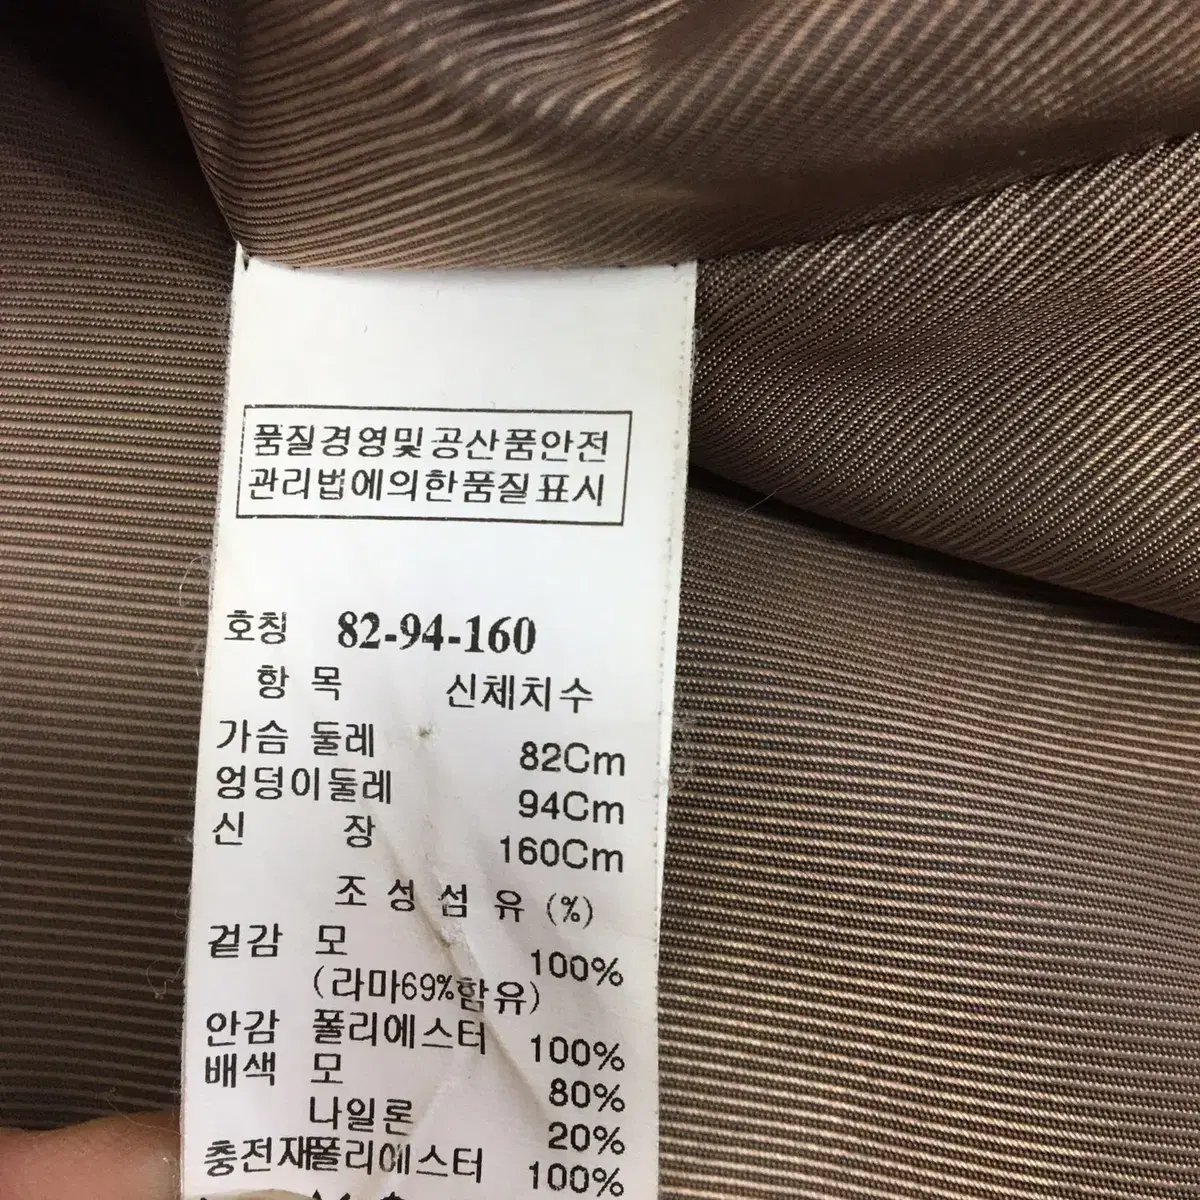 품질경영및공산품안전
관리법에의한품질표시
호칭 82-94-160
항 목 신체치수
가슴 둘레 82Cm
엉덩이둘레 94Cm
신 장 160Cm
조 성 섬 유 (%)
겉감 모 100%
(라마69%함유)
안감 폴리에스터 100%
배색 모 80%
나일론 20%
충전재폴리에스터 100%